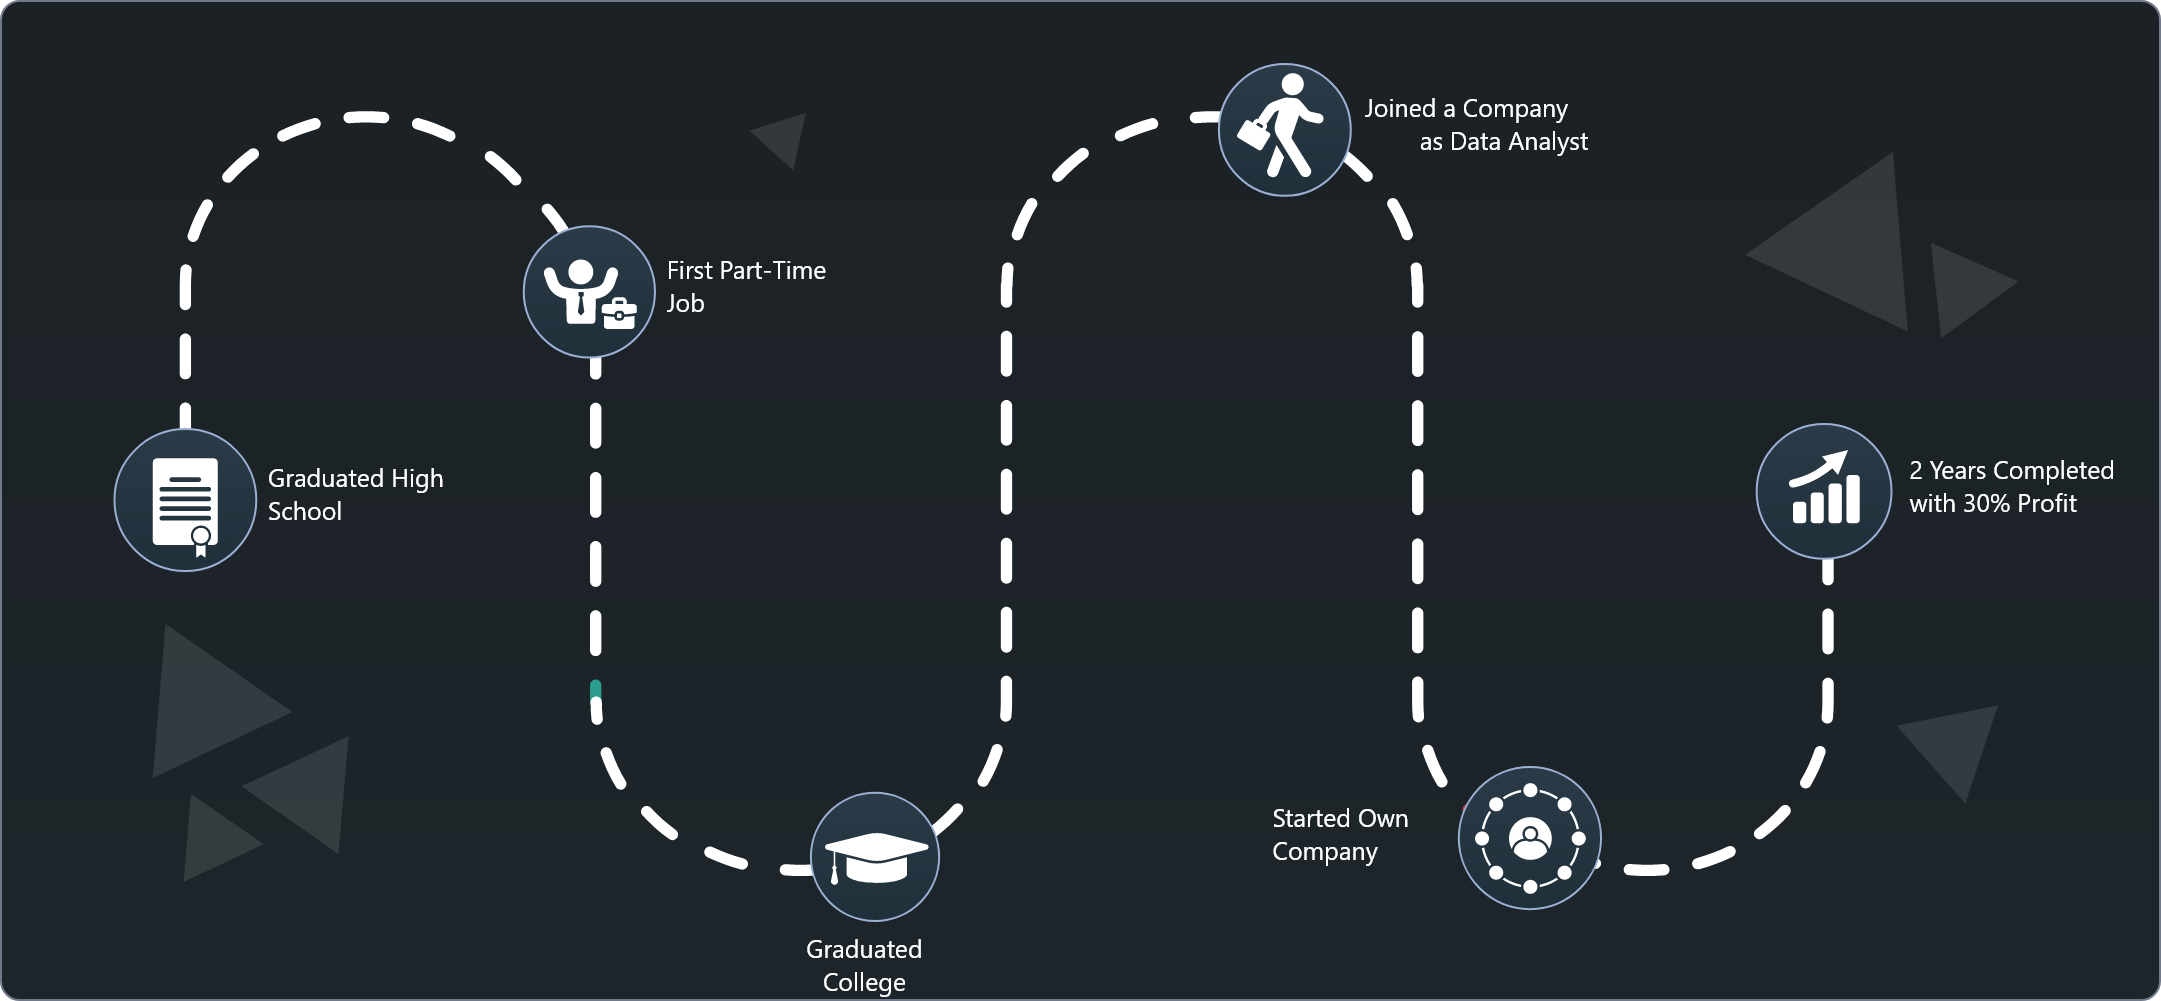 Graduated High
School
First Part-Time
Job
Graduated
College
Joined a Company
as Data Analyst
Started Own
Company
2 Years Completed
with 30% Profit